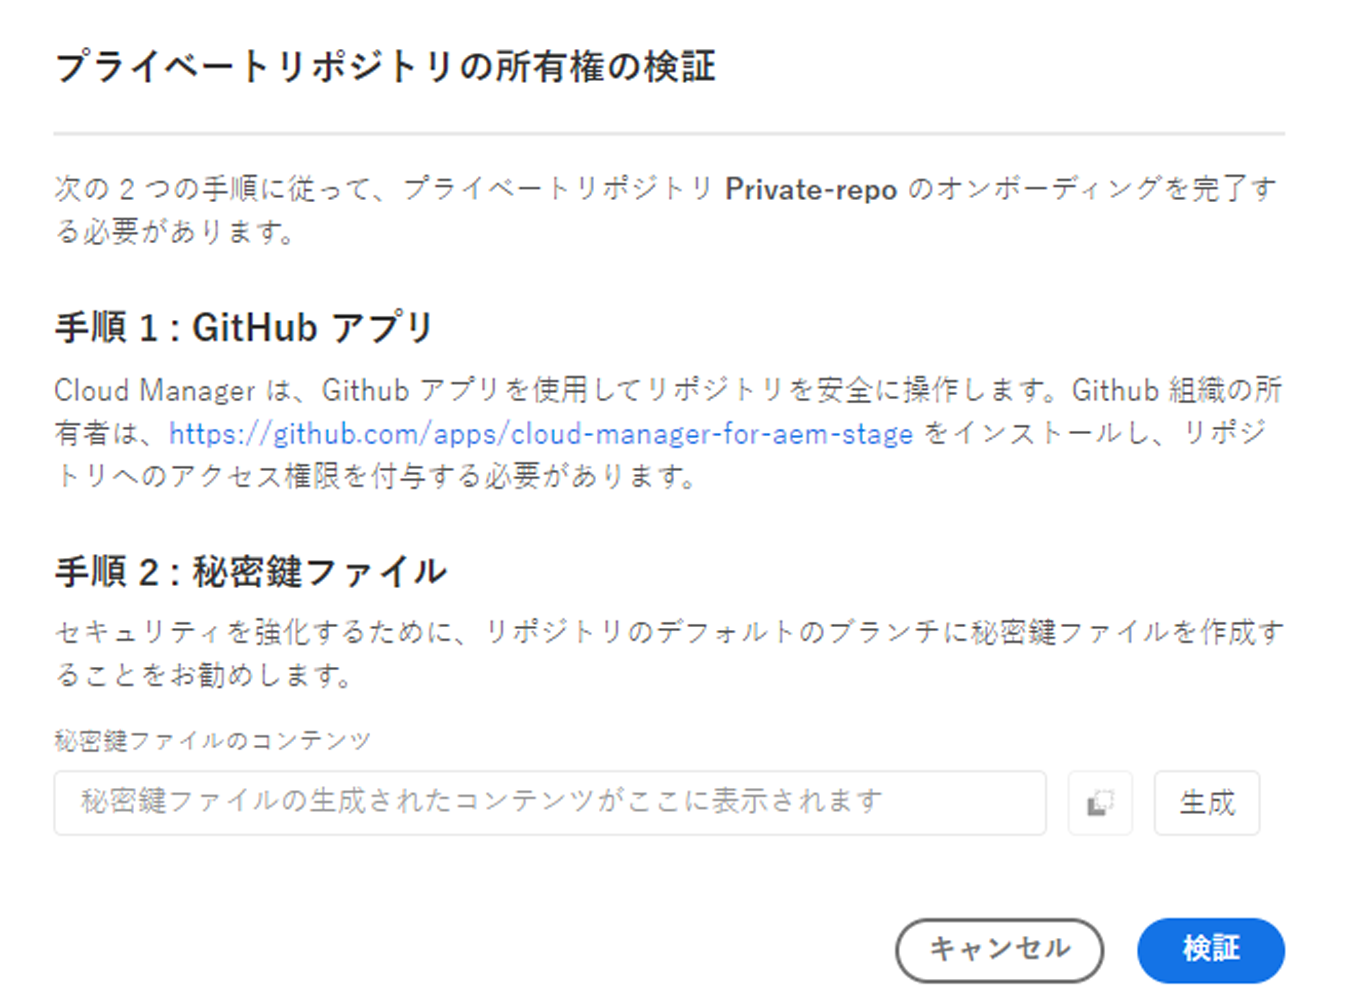 プライベートリポジトリの所有権の検証
次の 2 つの手順に従って、プライベートリポジトリ Private-repo のオンボーディングを完了す
る必要があります。
手順 1 : GitHub アプリ
Cloud Manager は、Github アプリを使用してリポジトリを安全に操作します。Github 組織の所
有者は、https://github.com/apps/cloud-manager-for-aem-stage をインストールし、リポジ
トリへのアクセス権限を付与する必要があります。
手順 2 : 秘密鍵ファイル
セキュリティを強化するために、リポジトリのデフォルトのブランチに秘密鍵ファイルを作成す
ることをお勧めします。
秘密鍵ファイルのコンテンツ
秘密鍵ファイルの生成されたコンテンツがここに表示されます
生成
キャンセル
検証